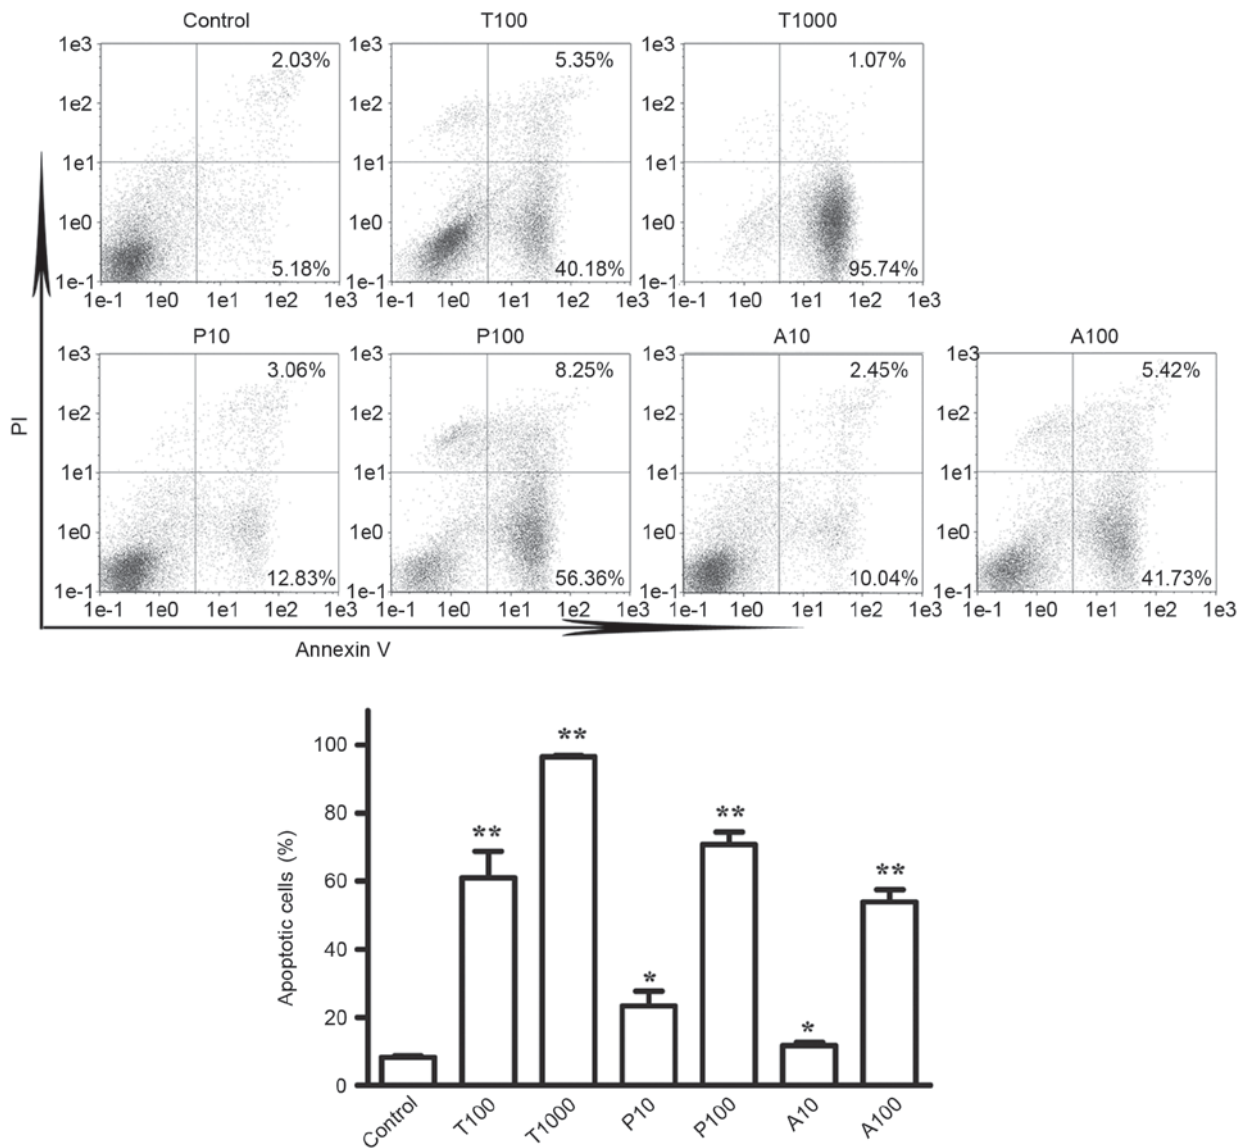 Control T100 T1000
1e3 2.03% 1e3 5.35% 1e3 1.07%
1e2 1e2 1e2
1e1 1e1 1e1
1e0 1e0 1e0
1e-1 5.18% 1e-1 40.18% 1e-1 95.74%
1e-1 1e0 1e1 1e2 1e3 1e-1 1e0 1e1 1e2 1e3 1e-1 1e0 1e1 1e2 1e3
P10 P100 A10 A100
1e3 3.06% 1e3 8.25% 1e3 2.45% 1e3 5.42%
1e2 1e2 1e2 1e2
1e1 1e1 1e1 1e1
1e0 1e0 1e0 1e0
1e-1 12.83% 1e-1 56.36% 1e-1 10.04% 1e-1 41.73%
1e-1 1e0 1e1 1e2 1e3 1e-1 1e0 1e1 1e2 1e3 1e-1 1e0 1e1 1e2 1e3 1e-1 1e0 1e1 1e2 1e3
PI
Annexin V
Apoptotic cells (%)
100
80
60
40
20
0
** ** * ** * **
Control T100 T1000 P10 P100 A10 A100